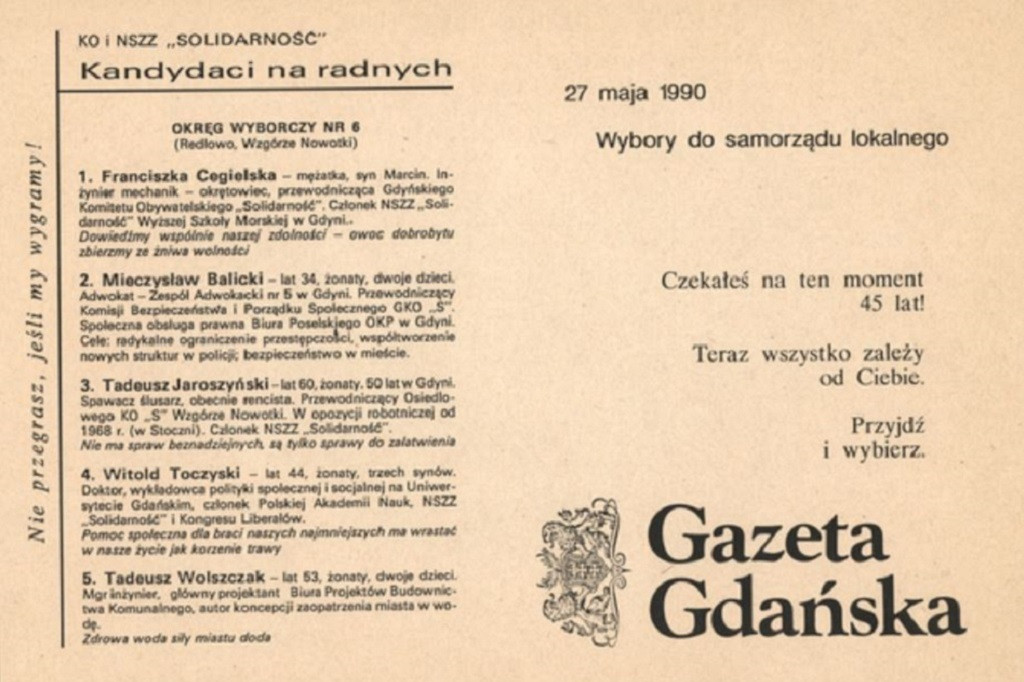 Nie przegrasz, jeśli my wygramy!
KO i NSZZ „SOLIDARNOŚĆ"
Kandydaci na radnych
OKRĘG WYBORCZY NR 6
(Redłowo, Wzgórze Nowotki)
1. Franciszka Cegielska – mężatka, syn Marcin. In-
żynier mechanik – okrętowiec, przewodnicząca Gdyńskiego
Komitetu Obywatelskiego „Solidarność". Członek NSZZ „Soli-
darność" Wyższej Szkoły Morskiej w Gdyni.
Dowiedźmy wspólnie naszej zdolności – owoc dobrobytu
zbierzmy ze żniwa wolności
2. Mieczysław Balicki – lat 34, żonaty, dwoje dzieci.
Adwokat – Zespół Adwokacki nr 5 w Gdyni. Przewodniczący
Komisji Bezpieczeństwa i Porządku Społecznego GKO „S".
Społeczna obsługa prawna Biura Poselskiego OKP w Gdyni.
Cele: radykalne ograniczenie przestępczości, współtworzenie
nowych struktur w policji; bezpieczeństwo w mieście.
3. Tadeusz Jaroszyński – lat 60, żonaty. 50 lat w Gdyni.
Spawacz ślusarz, obecnie rencista. Przewodniczący Osiedlo-
wego KO „S" Wzgórze Nowotki. W opozycji robotniczej od
1968 r. (w Stoczni). Członek NSZZ „Solidarność".
Nie ma spraw beznadziejnych, są tylko sprawy do załatwienia
4. Witold Toczyski – lat 44, żonaty, trzech synów.
Doktor, wykładowca polityki społecznej i socjalnej na Uniwer-
sytecie Gdańskim, członek Polskiej Akademii Nauk, NSZZ
„Solidarność" i Kongresu Liberałów.
Pomoc społeczna dla braci naszych najmniejszych ma wrastać
w nasze życie jak korzenie trawy
5. Tadeusz Wolszczak – lat 53, żonaty, dwoje dzieci.
Mgr inżynier, główny projektant Biura Projektów Budownic-
twa Komunalnego, autor koncepcji zaopatrzenia miasta w wo-
dę.
Zdrowa woda siły miastu doda
27 maja 1990
Wybory do samorządu lokalnego
Czekałeś na ten moment
45 lat!
Teraz wszystko zależy
od Ciebie.
Przyjdź
i wybierz.
Gazeta
Gdańska